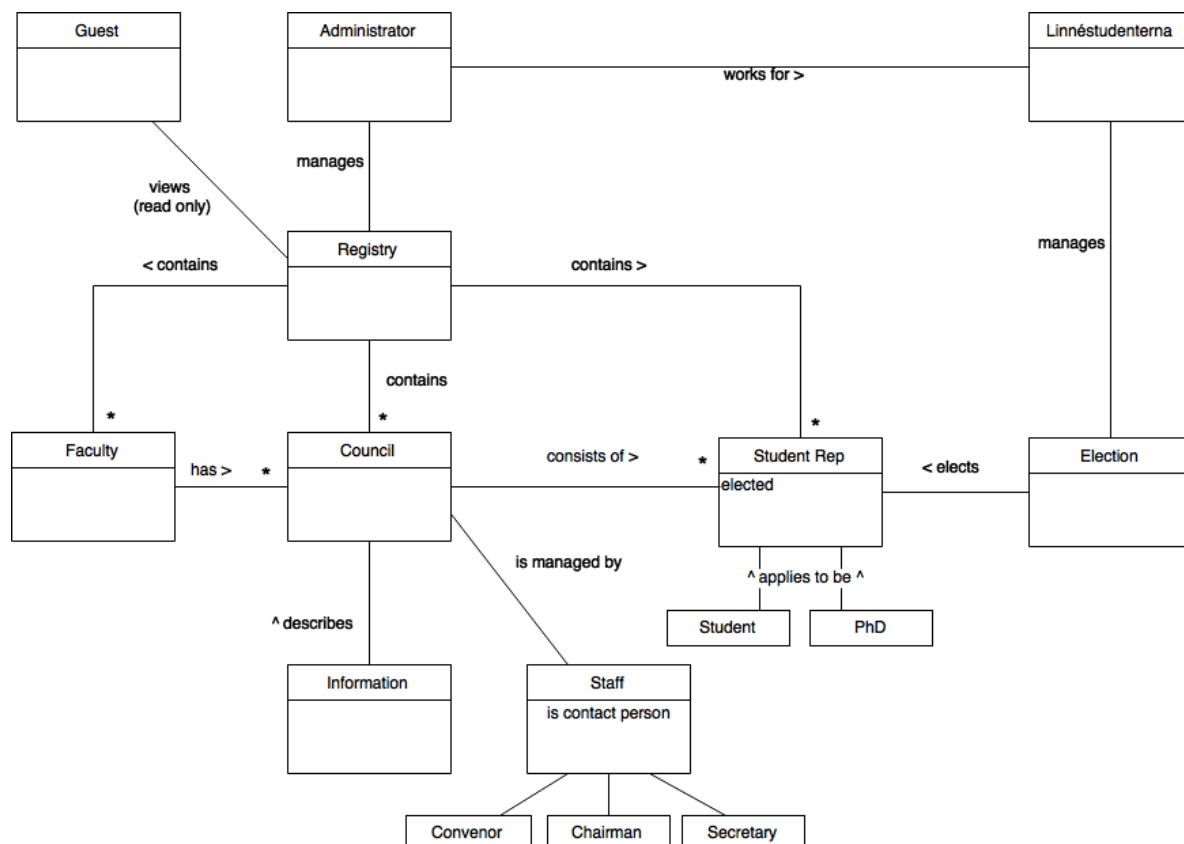 Guest
Administrator
Linnéstudenterna
works for >
manages
views
(read only)
Registry
manages
< contains
contains >
contains
*
*
*
Faculty
Council
Student Rep
Election
has >
*
consists of >
*
elected
< elects
is managed by
^ applies to be ^
^ describes
Student
PhD
Information
Staff
is contact person
Convenor
Chairman
Secretary